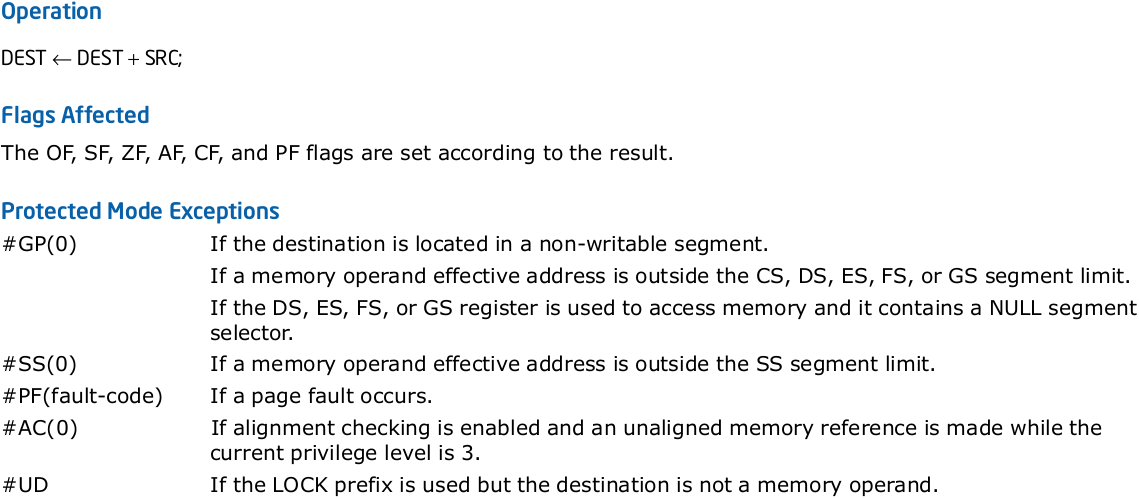 Operation
DEST ← DEST + SRC;
Flags Affected
The OF, SF, ZF, AF, CF, and PF flags are set according to the result.
Protected Mode Exceptions
#GP(0) If the destination is located in a non-writable segment.
If a memory operand effective address is outside the CS, DS, ES, FS, or GS segment limit.
If the DS, ES, FS, or GS register is used to access memory and it contains a NULL segment
selector.
#SS(0) If a memory operand effective address is outside the SS segment limit.
#PF(fault-code) If a page fault occurs.
#AC(0) If alignment checking is enabled and an unaligned memory reference is made while the
current privilege level is 3.
#UD If the LOCK prefix is used but the destination is not a memory operand.